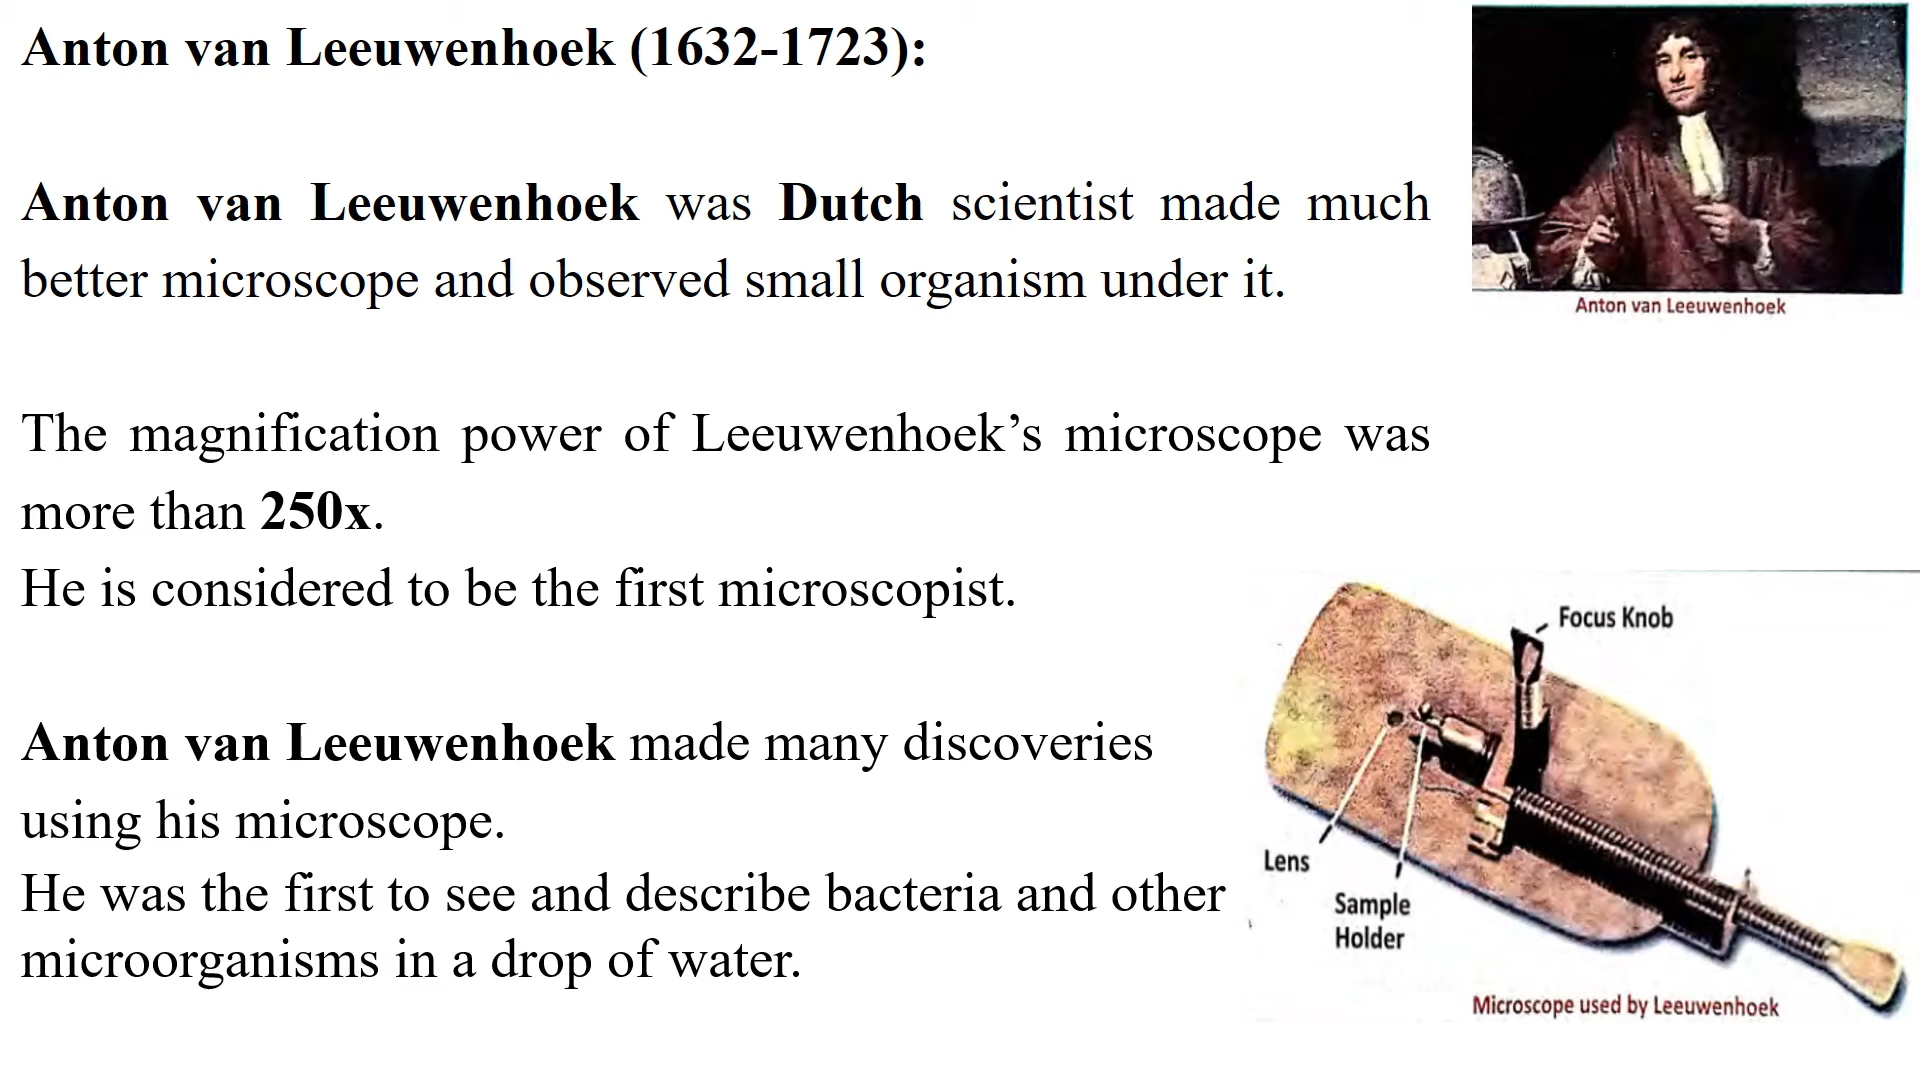 Anton van Leeuwenhoek (1632-1723):
Anton van Leeuwenhoek was Dutch scientist made much
better microscope and observed small organism under it.
Anton van Leeuwenhoek
The magnification power of Leeuwenhoek’s microscope was
more than 250x.
He is considered to be the first microscopist.
Anton van Leeuwenhoek made many discoveries
using his microscope.
He was the first to see and describe bacteria and other
microorganisms in a drop of water.
Focus Knob
Lens
Sample
Holder
Microscope used by Leeuwenhoek